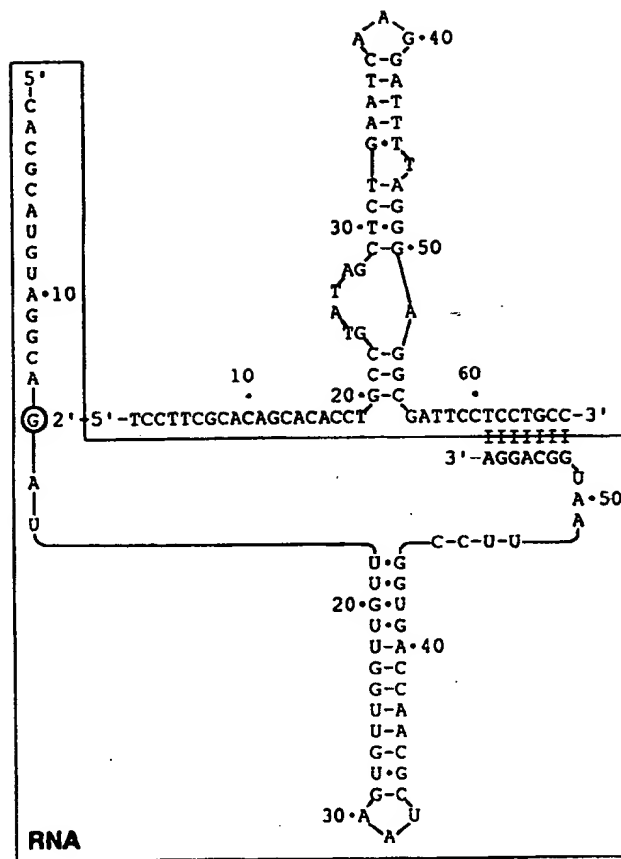 A
A G•40
C-G
T-A
A-T
A-T
G•T
T
T-A
C-G
30•T•G
C-G•50
AG
T
A A
TG
C-G
C-G
20•G-C
5'
C
A
C
G
C
A
U
G
U
A•10
G
G
C
A
G 2'-5'-TCCTTCGCACAGCACACCT GATTCCTCCTGCC-3'
10 60
3'-AGGACGG
U
A•50
A
A
U C-C-U-U
U•G
U•G
20•G•U
U•G
U-A•40
G-C
G-C
U-A
U-A
G-C
U•G
G-C
30•A U
A
RNA